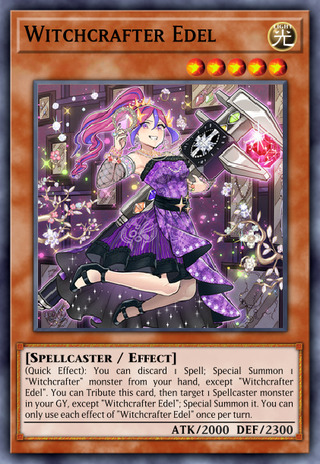 Witchcrafter Edel
LIGHT
光
[Spellcaster / Effect]
(Quick Effect): You can discard 1 Spell; Special Summon 1
"Witchcrafter" monster from your hand, except "Witchcrafter
Edel". You can Tribute this card, then target 1 Spellcaster monster
in your GY, except "Witchcrafter Edel"; Special Summon it. You can
only use each effect of "Witchcrafter Edel" once per turn.
ATK/2000 DEF/2300